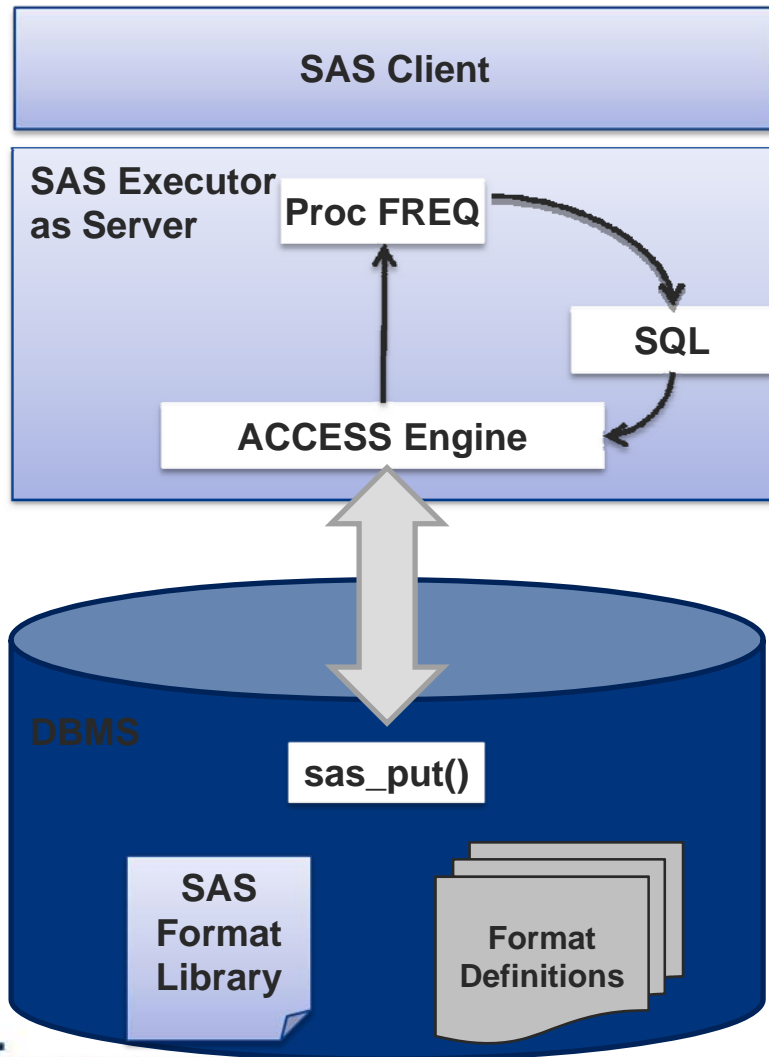 SAS Client
SAS Executor
as Server
Proc FREQ
SQL
ACCESS Engine
DBMS
sas_put()
SAS
Format
Library
Format
Definitions